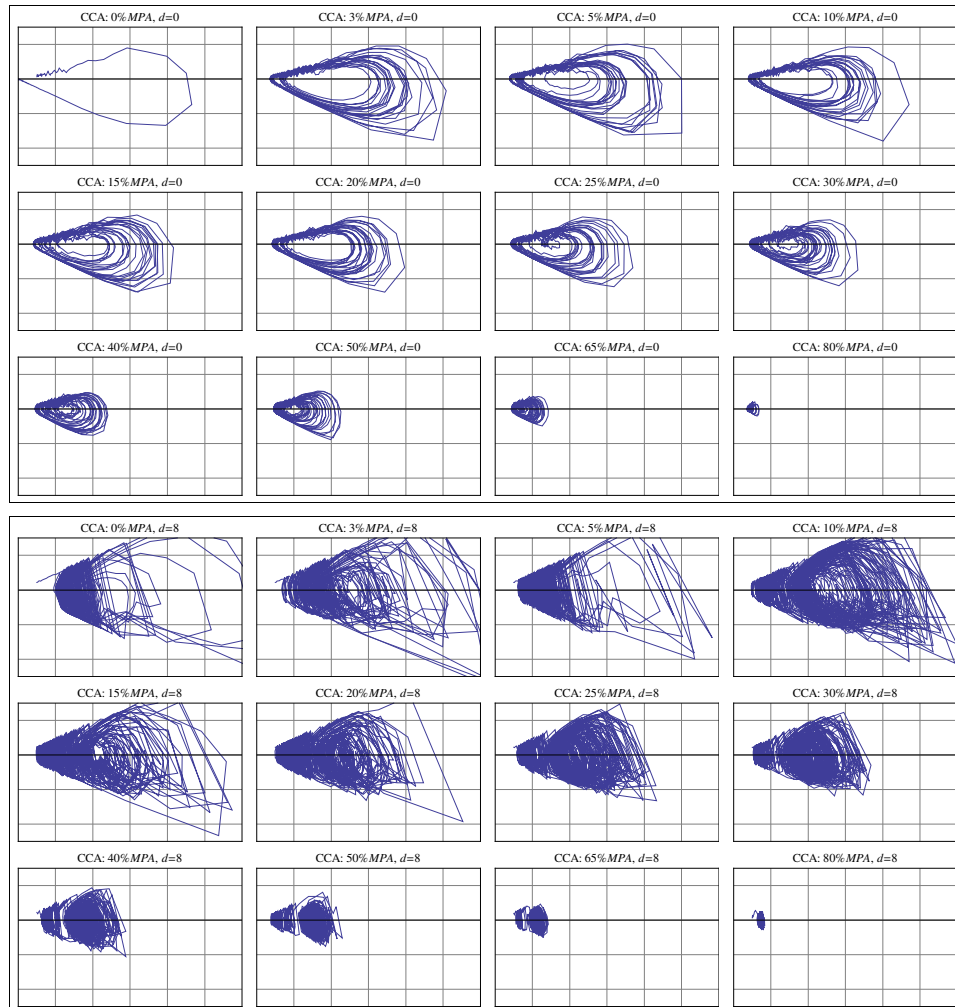 CCA: 0%MPA, d=0
CCA: 3%MPA, d=0
CCA: 5%MPA, d=0
CCA: 10%MPA, d=0
CCA: 15%MPA, d=0
CCA: 20%MPA, d=0
CCA: 25%MPA, d=0
CCA: 30%MPA, d=0
CCA: 40%MPA, d=0
CCA: 50%MPA, d=0
CCA: 65%MPA, d=0
CCA: 80%MPA, d=0
CCA: 0%MPA, d=8
CCA: 3%MPA, d=8
CCA: 5%MPA, d=8
CCA: 10%MPA, d=8
CCA: 15%MPA, d=8
CCA: 20%MPA, d=8
CCA: 25%MPA, d=8
CCA: 30%MPA, d=8
CCA: 40%MPA, d=8
CCA: 50%MPA, d=8
CCA: 65%MPA, d=8
CCA: 80%MPA, d=8